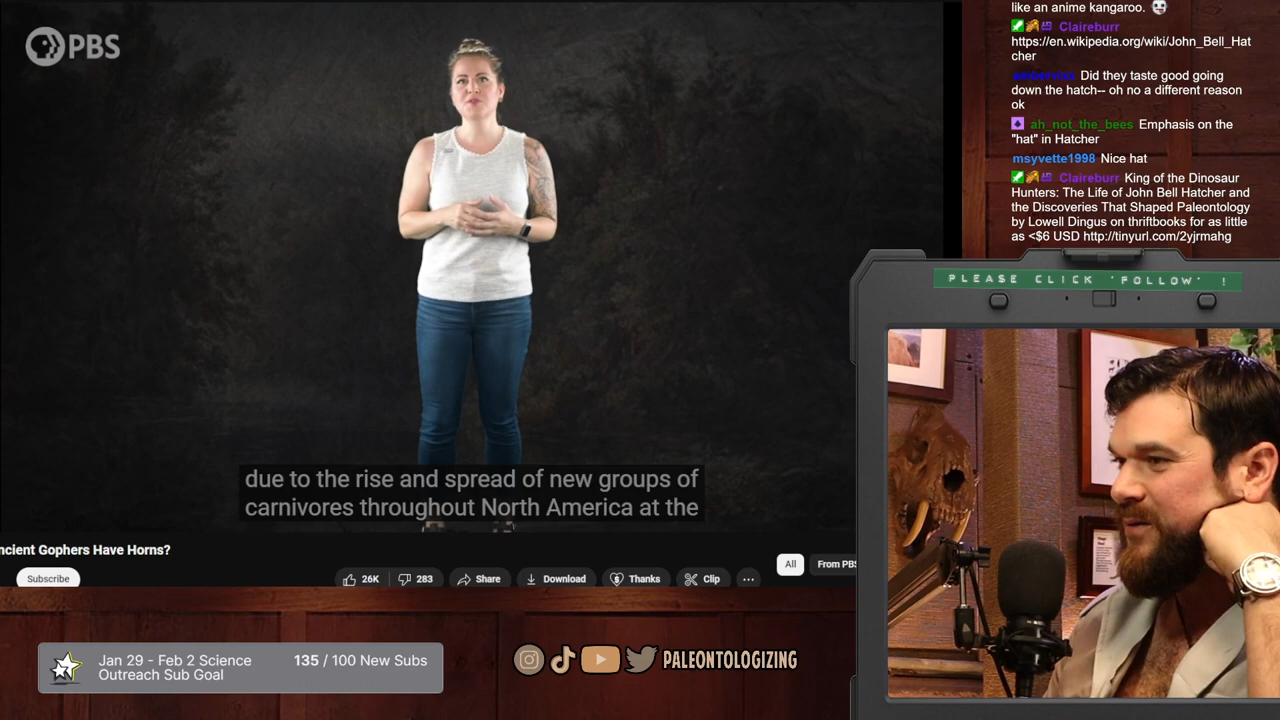 PBS
due to the rise and spread of new groups of
carnivores throughout North America at the
ncient Gophers Have Horns?
Subscribe
26K
283
Share
Download
Thanks
Clip
...
All
From PBS
like an anime kangaroo.
Claireburr
https://en.wikipedia.org/wiki/John_Bell_Hat
cher
Did they taste good going
down the hatch-- oh no a different reason
ok
ah_not_the_bees Emphasis on the
"hat" in Hatcher
msyvette1998 Nice hat
Claireburr King of the Dinosaur
Hunters: The Life of John Bell Hatcher and
the Discoveries That Shaped Paleontology
by Lowell Dingus on thriftbooks for as little
as <$6 USD http://tinyurl.com/2yjrmahg
PLEASE CLICK 'FOLLOW' !
Jan 29 - Feb 2 Science
Outreach Sub Goal
135 / 100 New Subs
PALEONTOLOGIZING